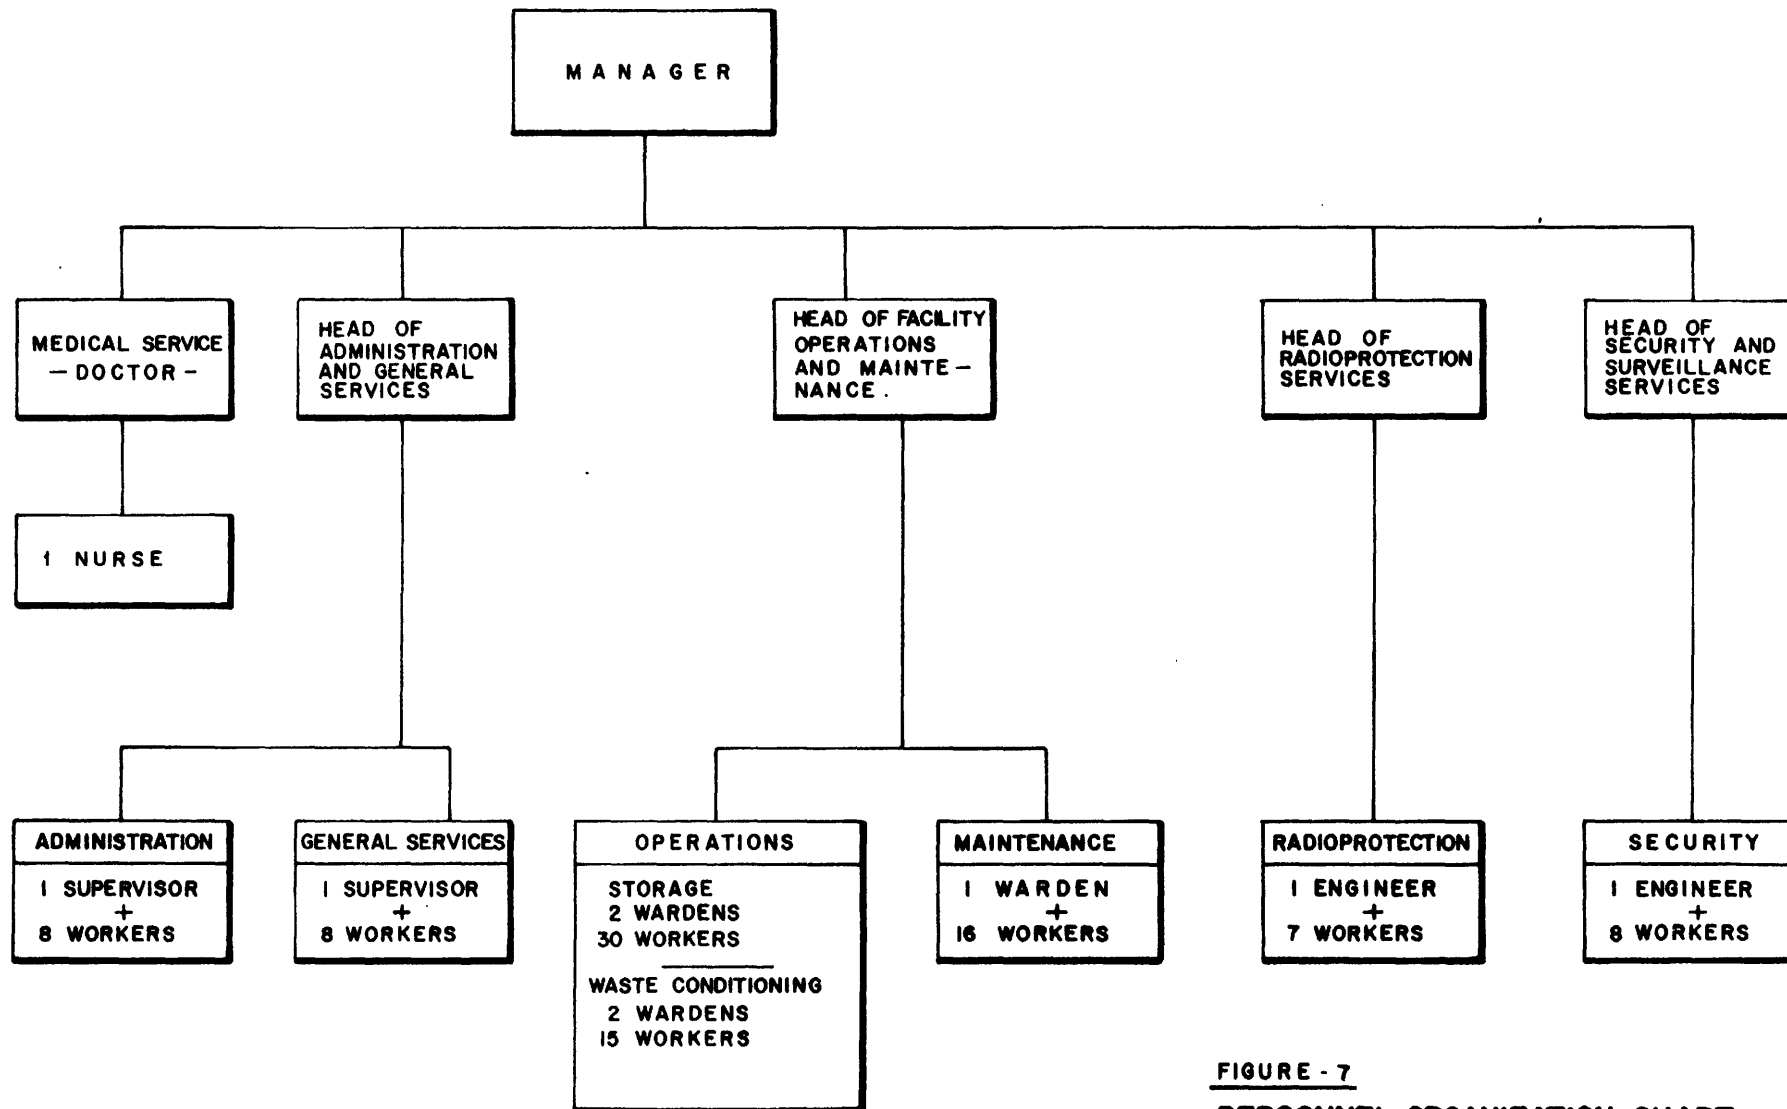 MANAGER
MEDICAL SERVICE
- DOCTOR -
HEAD OF
ADMINISTRATION
AND GENERAL
SERVICES
HEAD OF FACILITY
OPERATIONS
AND MAINTE-
NANCE.
HEAD OF
RADIOPROTECTION
SERVICES
HEAD OF
SECURITY AND
SURVEILLANCE
SERVICES
1 NURSE
ADMINISTRATION
1 SUPERVISOR
+
8 WORKERS
GENERAL SERVICES
1 SUPERVISOR
+
8 WORKERS
OPERATIONS
STORAGE
2 WARDENS
30 WORKERS
WASTE CONDITIONING
2 WARDENS
15 WORKERS
MAINTENANCE
1 WARDEN
+
16 WORKERS
RADIOPROTECTION
1 ENGINEER
+
7 WORKERS
SECURITY
1 ENGINEER
+
8 WORKERS
FIGURE - 7
PERSONNEL ORGANIZATION CHART